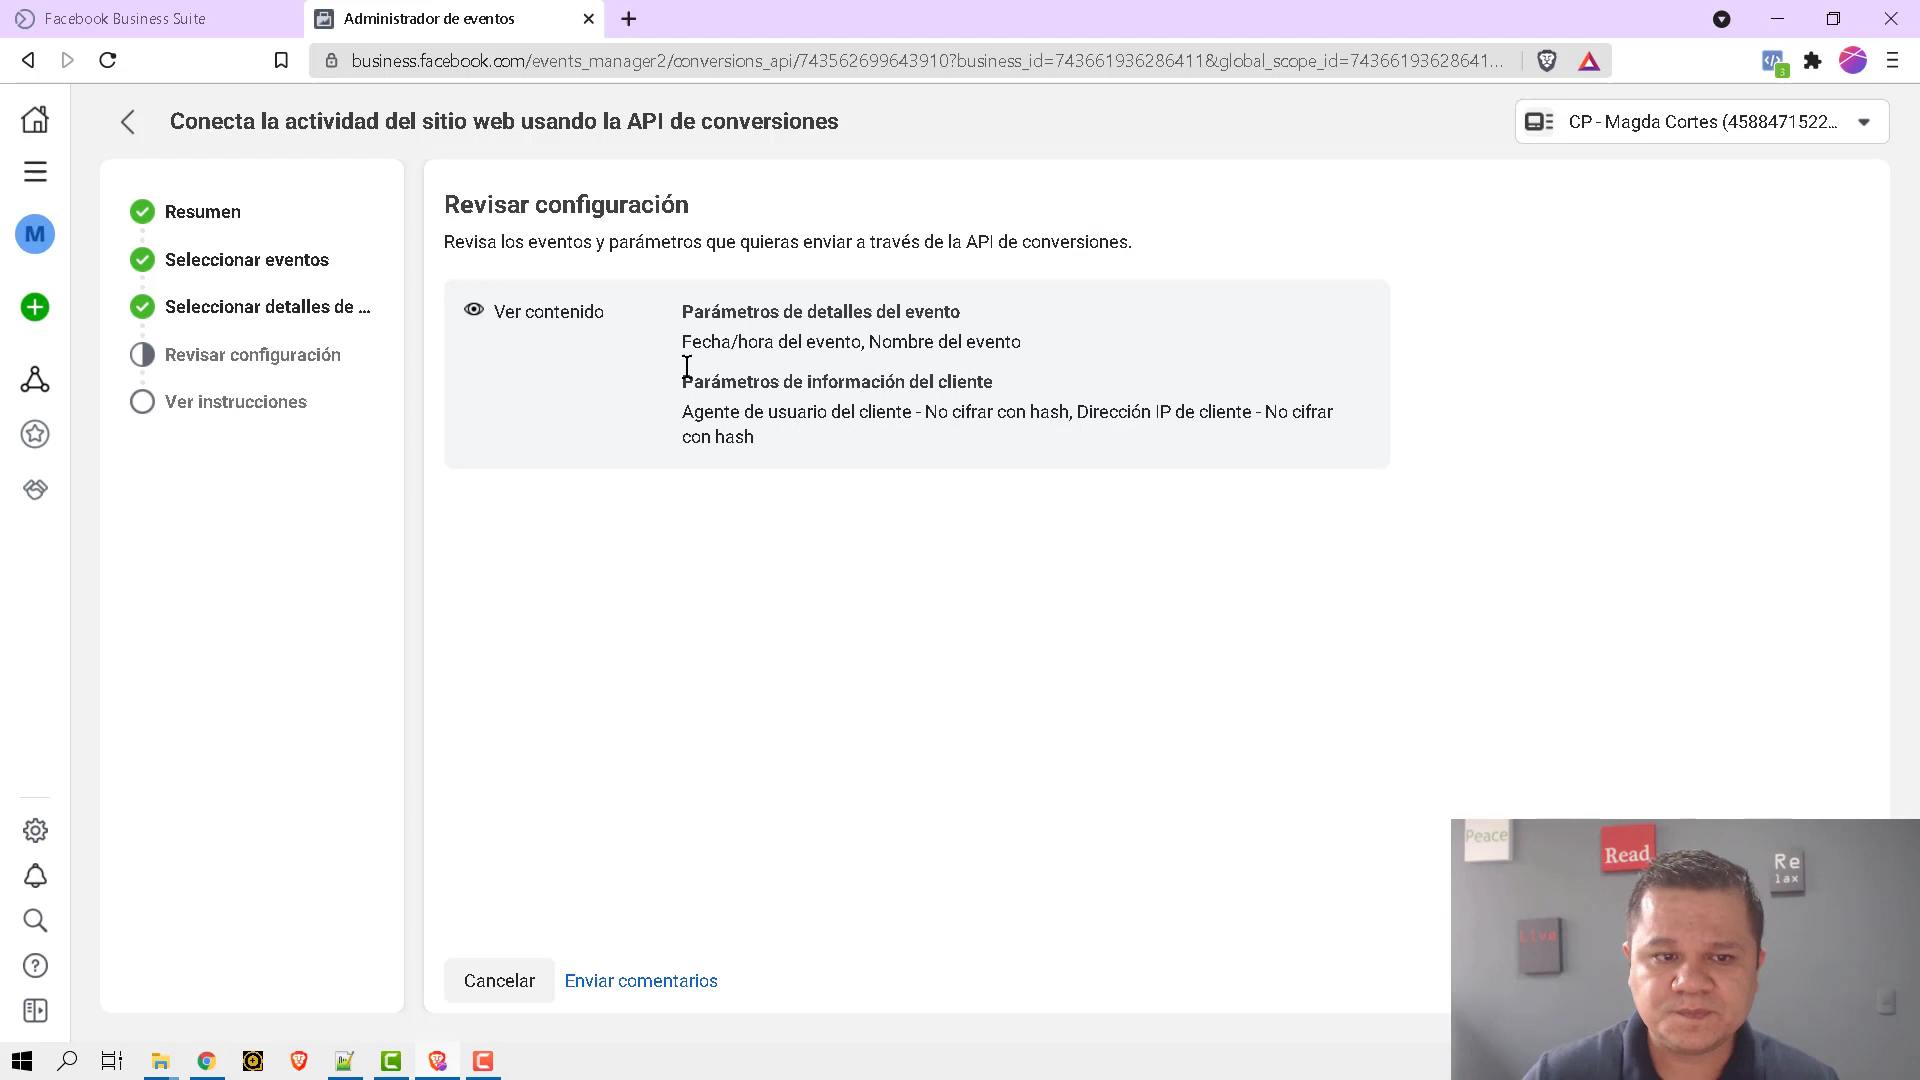 Facebook Business Suite
Administrador de eventos
business.facebook.com/events_manager2/conversions_api/743562699643910?business_id=743661936286411&global_scope_id=74366193628641...
3
Conecta la actividad del sitio web usando la API de conversiones
CP - Magda Cortes (4588471522...
M
Resumen
Seleccionar eventos
Seleccionar detalles de ...
Revisar configuración
Ver instrucciones
Revisar configuración
Revisa los eventos y parámetros que quieras enviar a través de la API de conversiones.
Ver contenido
Parámetros de detalles del evento
Fecha/hora del evento, Nombre del evento
Parámetros de información del cliente
Agente de usuario del cliente - No cifrar con hash, Dirección IP de cliente - No cifrar
con hash
Cancelar
Enviar comentarios
Peace
Read
Re
lax
Live